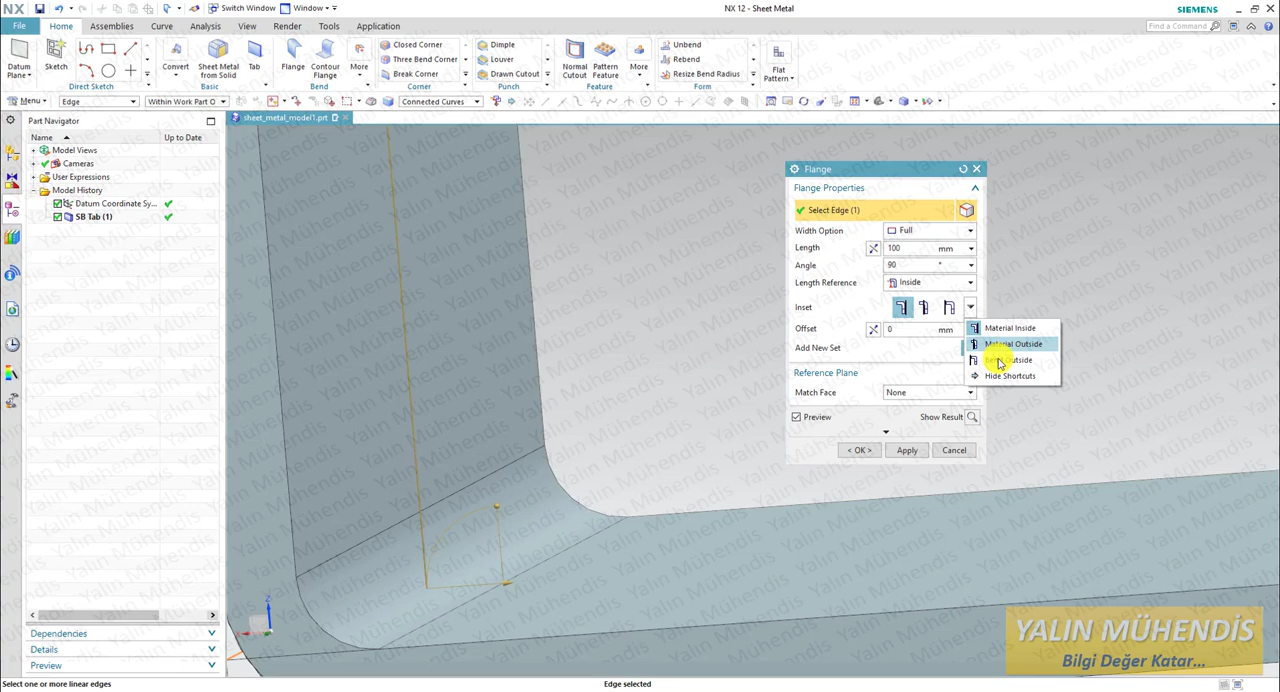 NX Switch Window Window NX 12 - Sheet Metal SIEMENS
File Home Assemblies Curve Analysis View Render Tools Application Find a Command
Datum Plane Sketch Direct Sketch
Convert Sheet Metal from Solid Tab Basic
Flange Contour Flange More Bend
Closed Corner Three Bend Corner Break Corner Corner
Dimple Louver Drawn Cutout Punch
Normal Cutout Pattern Feature More Feature
Unbend Rebend Resize Bend Radius Form
Flat Pattern
Menu Edge Within Work Part O Connected Curves
Part Navigator sheet_metal_model1.prt
Name Up to Date
Model Views
Cameras
User Expressions
Model History
Datum Coordinate Sy...
SB Tab (1)
Flange
Flange Properties
Select Edge (1)
Width Option Full
Length 100 mm
Angle 90 °
Length Reference Inside
Inset
Material Inside
Offset 0 mm
Material Outside
Add New Set
Bend Outside
Hide Shortcuts
Reference Plane
Match Face None
Preview Show Result
< OK > Apply Cancel
Dependencies
Details
Preview
YALIN MÜHENDİS
Bilgi Değer Katar...
Select one or more linear edges Edge selected
Yalın Mühendis